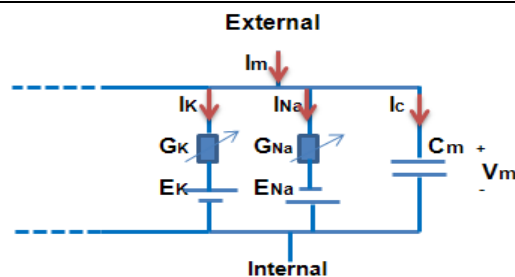 External
Im
IK INa Ic
GK GNa Cm +
EK ENa Vm
-
Internal